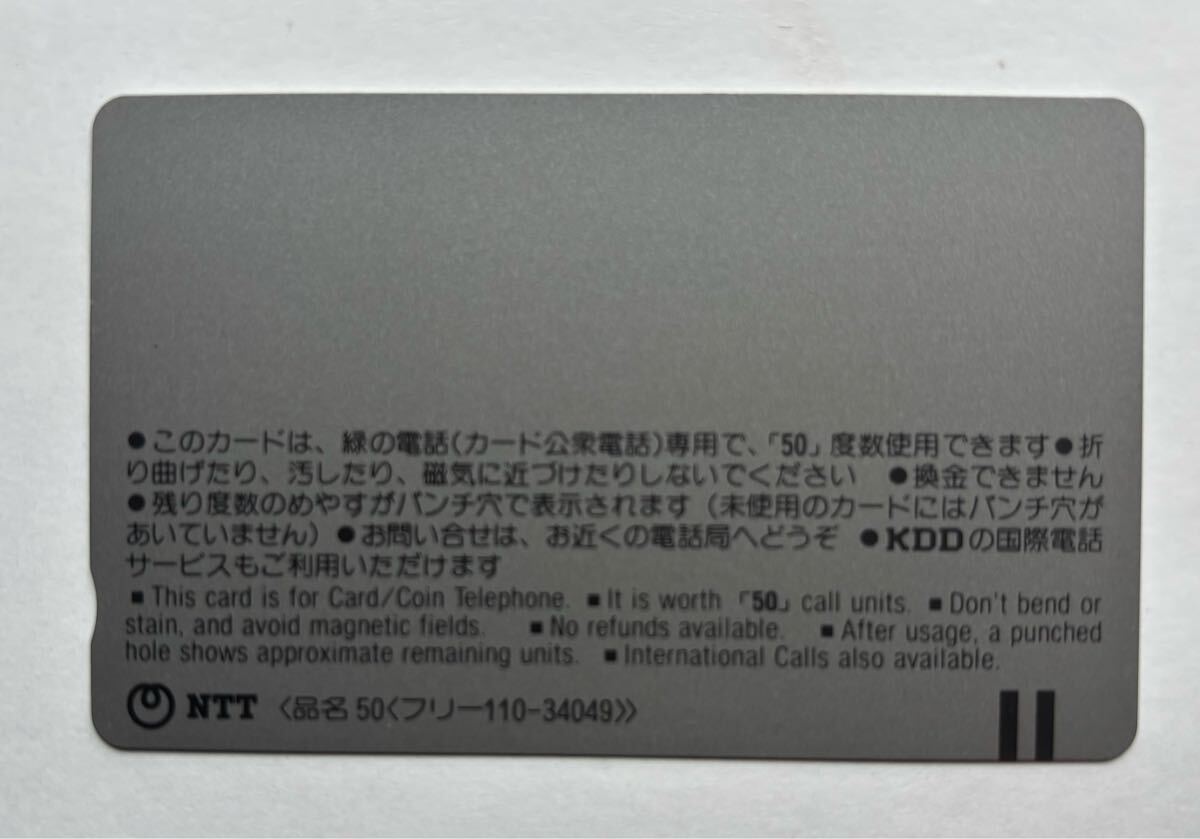 ●このカードは、緑の電話(カード公衆電話)専用で、「50」度数使用できます●折
り曲げたり、汚したり、磁気に近づけたりしないでください ●換金できません
●残り度数のめやすがパンチ穴で表示されます(未使用のカードにはパンチ穴が
あいていません)●お問い合せは、お近くの電話局へどうぞ ●KDDの国際電話
サービスもご利用いただけます
■This card is for Card/Coin Telephone. ■It is worth「50」call units. ■Don't bend or
stain, and avoid magnetic fields. ■No refunds available. ■After usage, a punched
hole shows approximate remaining units. ■International Calls also available.
NTT 〈品名 50〈フリー110-34049〉〉